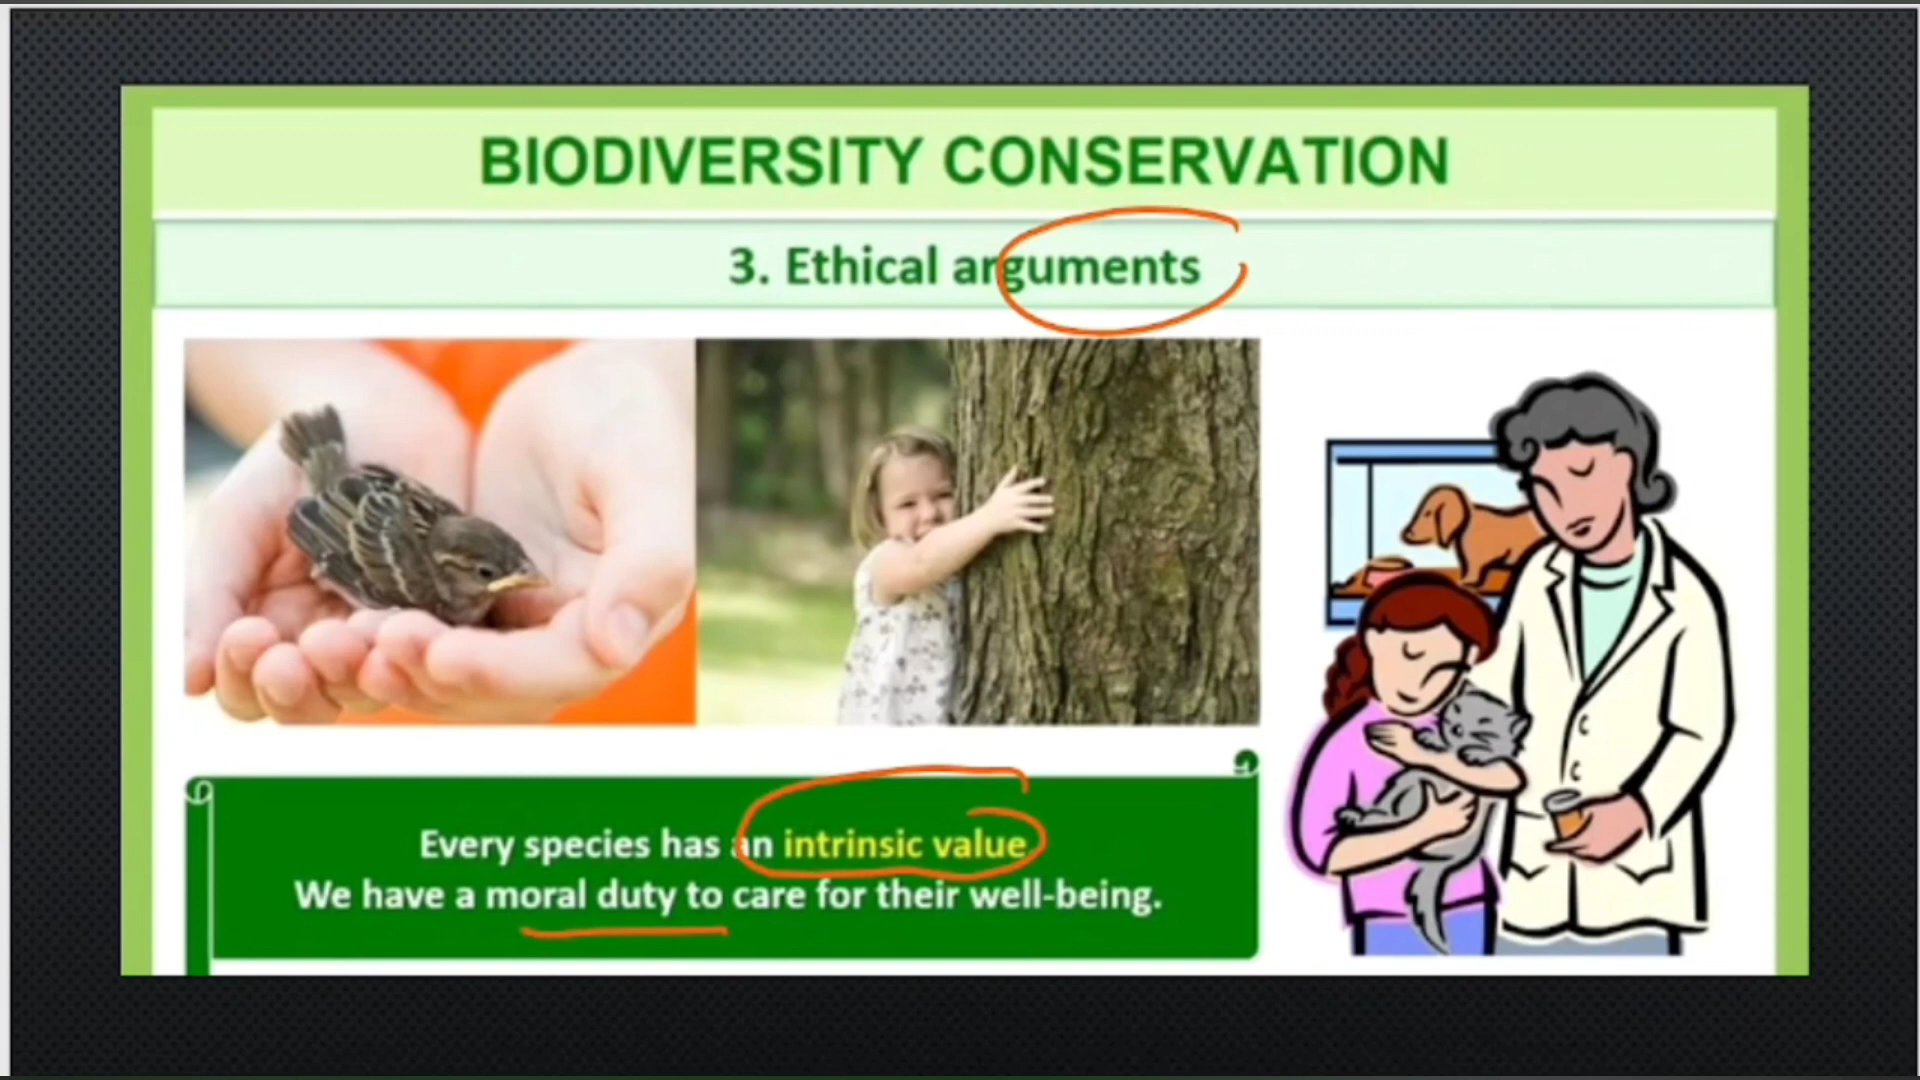 BIODIVERSITY CONSERVATION
3. Ethical arguments
Every species has an intrinsic value
We have a moral duty to care for their well-being.